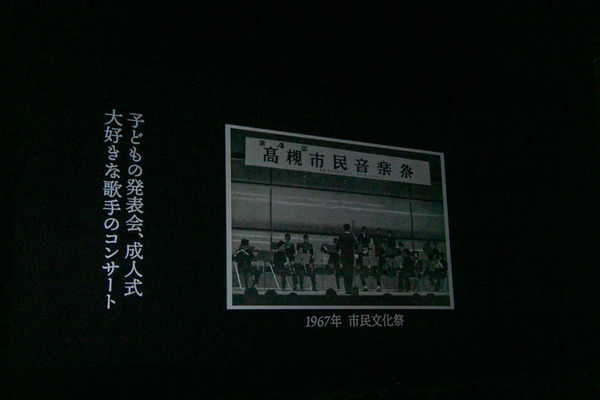 子どもの発表会、成人式
大好きな歌手のコンサート
第4回
髙槻市民音楽祭
1967年 市民文化祭